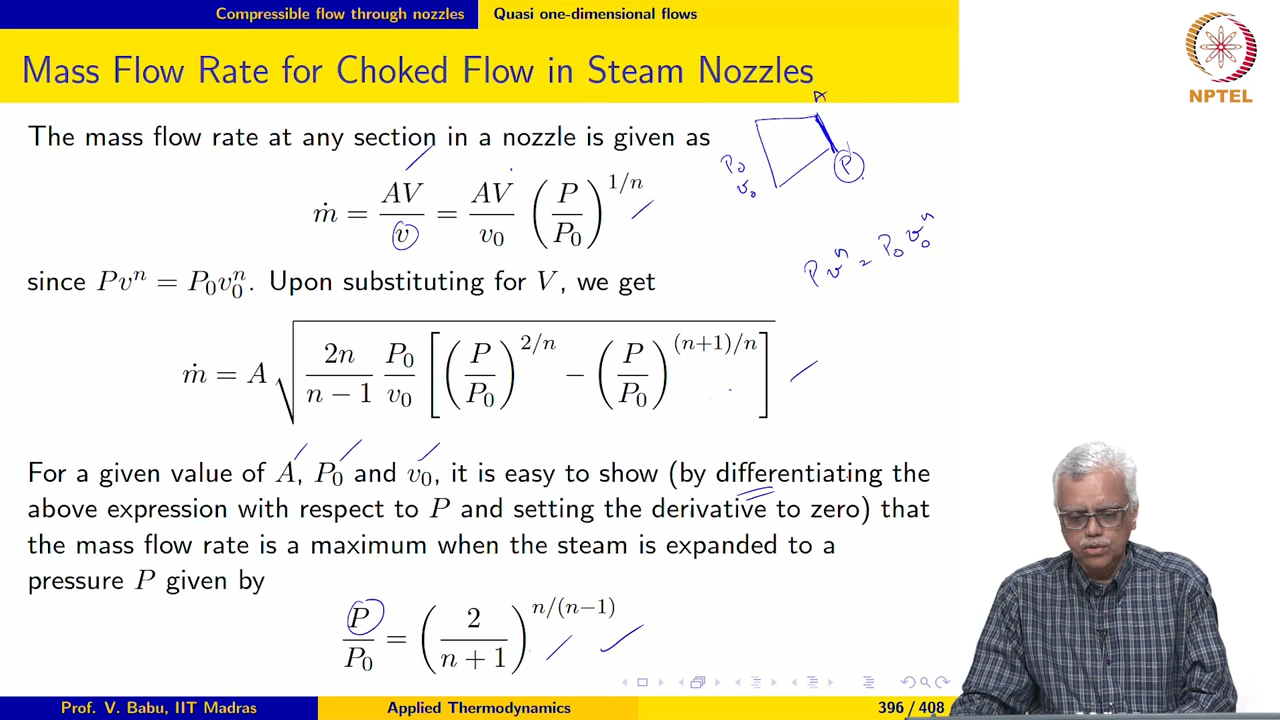 Compressible flow through nozzles Quasi one-dimensional flows
NPTEL
Mass Flow Rate for Choked Flow in Steam Nozzles
The mass flow rate at any section in a nozzle is given as
ṁ = AV/v = AV/v₀ (P/P₀)^{1/n}
A
P₀
v₀
P
P vⁿ = P₀ v₀ⁿ
since Pvⁿ = P₀v₀ⁿ. Upon substituting for V, we get
ṁ = A √( 2n/(n − 1) P₀/v₀ [ (P/P₀)^{2/n} − (P/P₀)^{(n+1)/n} ] )
For a given value of A, P₀ and v₀, it is easy to show (by differentiating the
above expression with respect to P and setting the derivative to zero) that
the mass flow rate is a maximum when the steam is expanded to a
pressure P given by
P/P₀ = (2/(n + 1))^{n/(n−1)}
Prof. V. Babu, IIT Madras Applied Thermodynamics 396 / 408